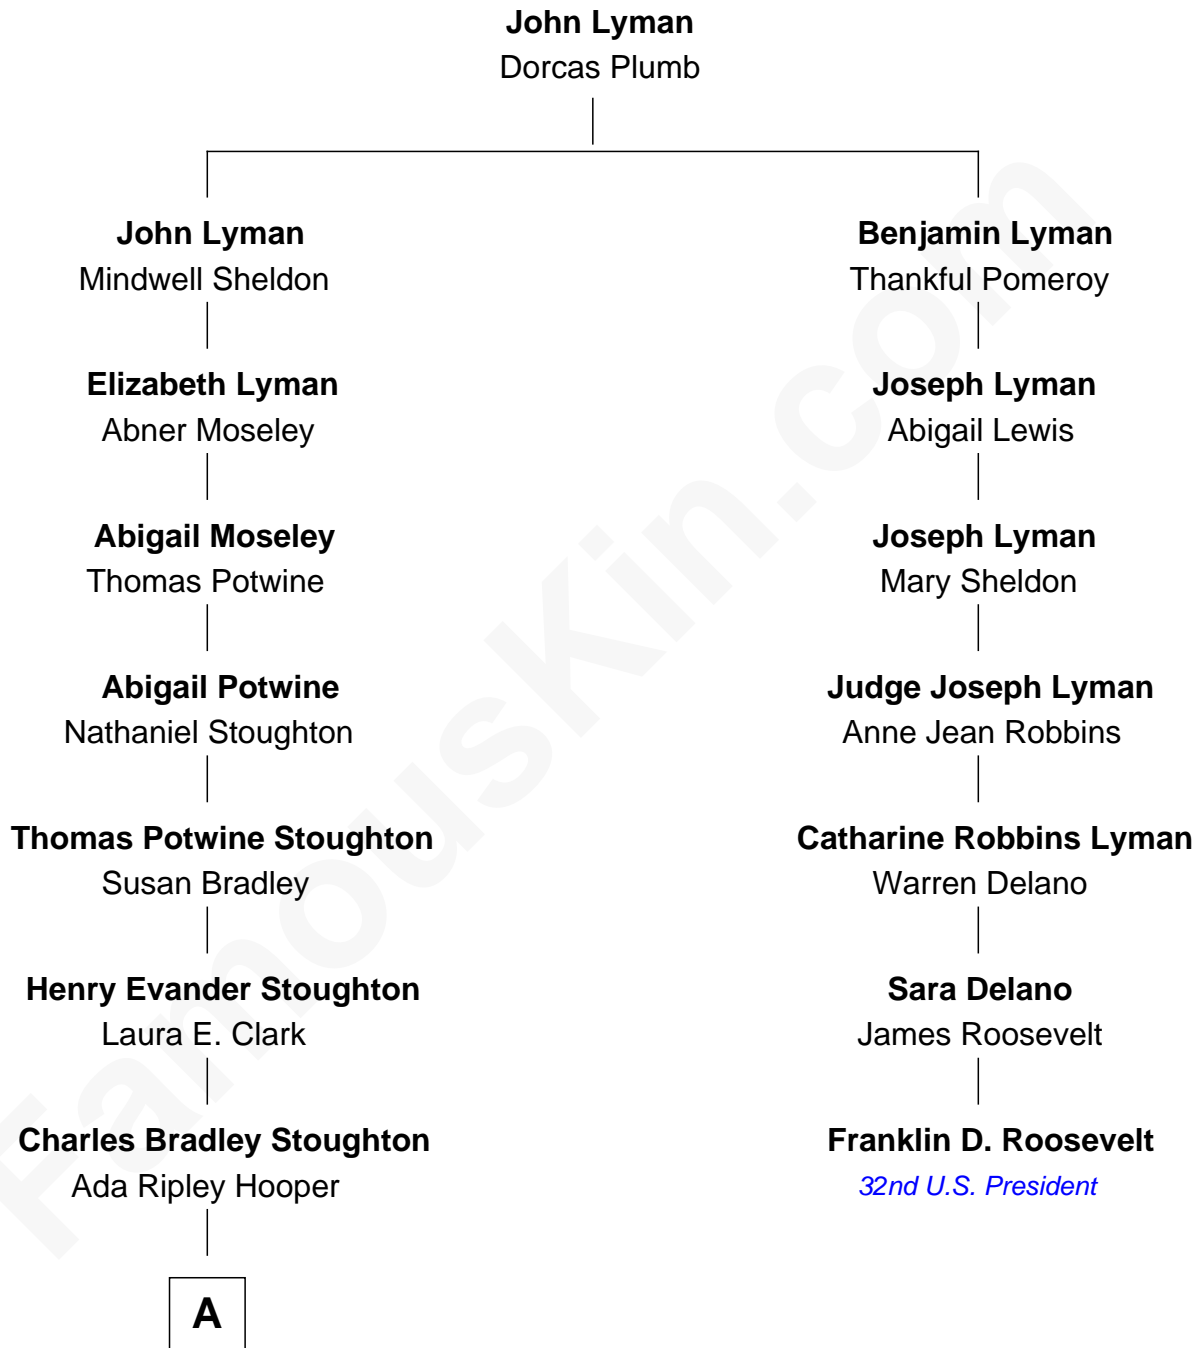 John Lyman
Dorcas Plumb
John Lyman
Mindwell Sheldon
Benjamin Lyman
Thankful Pomeroy
Elizabeth Lyman
Abner Moseley
Joseph Lyman
Abigail Lewis
Abigail Moseley
Thomas Potwine
Joseph Lyman
Mary Sheldon
Abigail Potwine
Nathaniel Stoughton
Judge Joseph Lyman
Anne Jean Robbins
Thomas Potwine Stoughton
Susan Bradley
Catharine Robbins Lyman
Warren Delano
Henry Evander Stoughton
Laura E. Clark
Sara Delano
James Roosevelt
Charles Bradley Stoughton
Ada Ripley Hooper
Franklin D. Roosevelt
32nd U.S. President
A
FamousKin.com